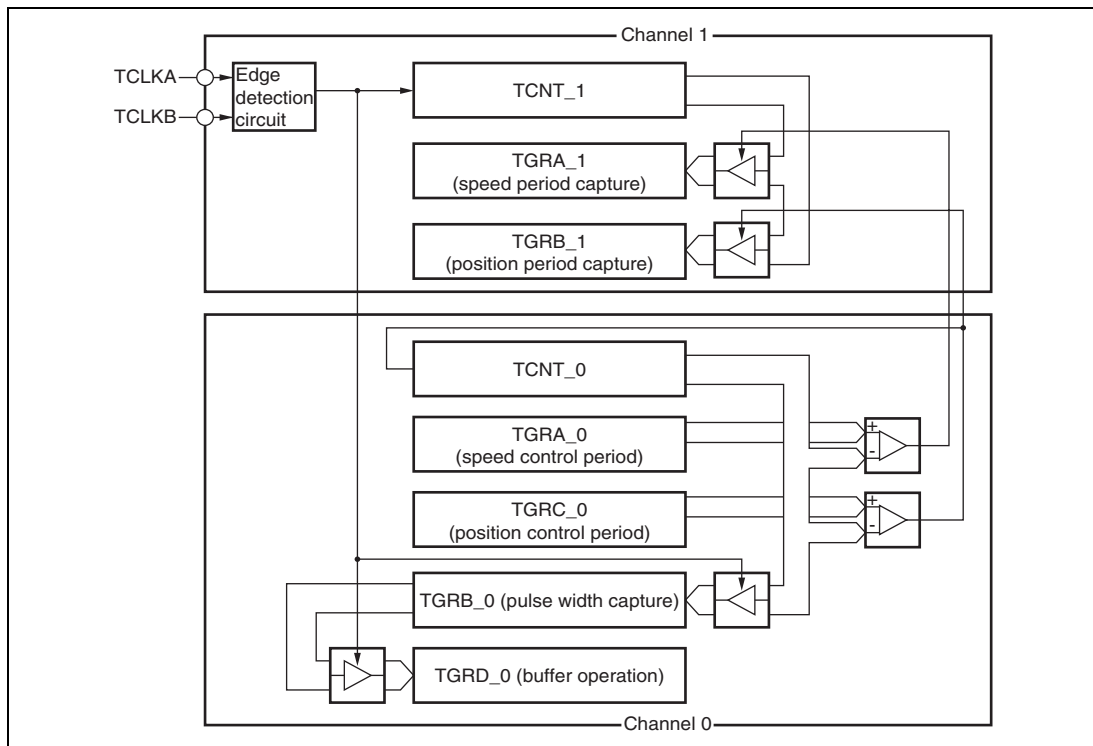 Channel 1
TCLKA
TCLKB
Edge
detection
circuit
TCNT_1
TGRA_1
(speed period capture)
TGRB_1
(position period capture)
TCNT_0
TGRA_0
(speed control period)
+
-
TGRC_0
(position control period)
+
-
TGRB_0 (pulse width capture)
TGRD_0 (buffer operation)
Channel 0